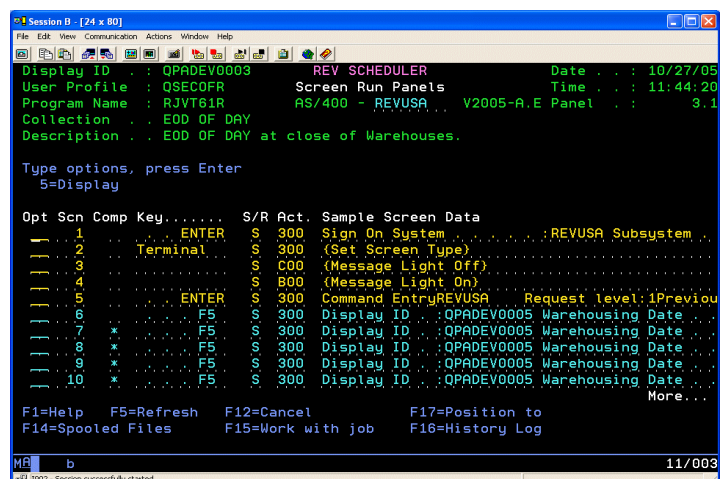 Session B - [24 x 80]
File Edit View Communication Actions Window Help
Display ID . : QPADEV0003 REV SCHEDULER Date . . : 10/27/05
User Profile : QSECOFR Screen Run Panels Time . . : 11:44:20
Program Name : RJVT61R AS/400 - REVUSA V2005-A.E Panel . : 3.1
Collection . . EOD OF DAY
Description . . EOD OF DAY at close of Warehouses.
Type options, press Enter
5=Display
Opt Scn Comp Key....... S/R Act. Sample Screen Data
1 . . ENTER S 300 Sign On System . . . . . :REVUSA Subsystem .
2 Terminal S 300 {Set Screen Type}
3 S C00 {Message Light Off}
4 S B00 {Message Light On}
5 . . . ENTER S 300 Command EntryREVUSA Request level:1Previou
6 . . . . F5 S 300 Display ID . :QPADEV0005 Warehousing Date . .
7 * . . . . F5 S 300 Display ID . :QPADEV0005 Warehousing Date . .
8 * . . . . F5 S 300 Display ID . :QPADEV0005 Warehousing Date . .
9 * . . . . F5 S 300 Display ID . :QPADEV0005 Warehousing Date . .
10 * . . . . F5 S 300 Display ID . :QPADEV0005 Warehousing Date . .
More...
F1=Help F5=Refresh F12=Cancel F17=Position to
F14=Spooled Files F15=Work with job F16=History Log
MA b 11/003
I902 - Session successfully started